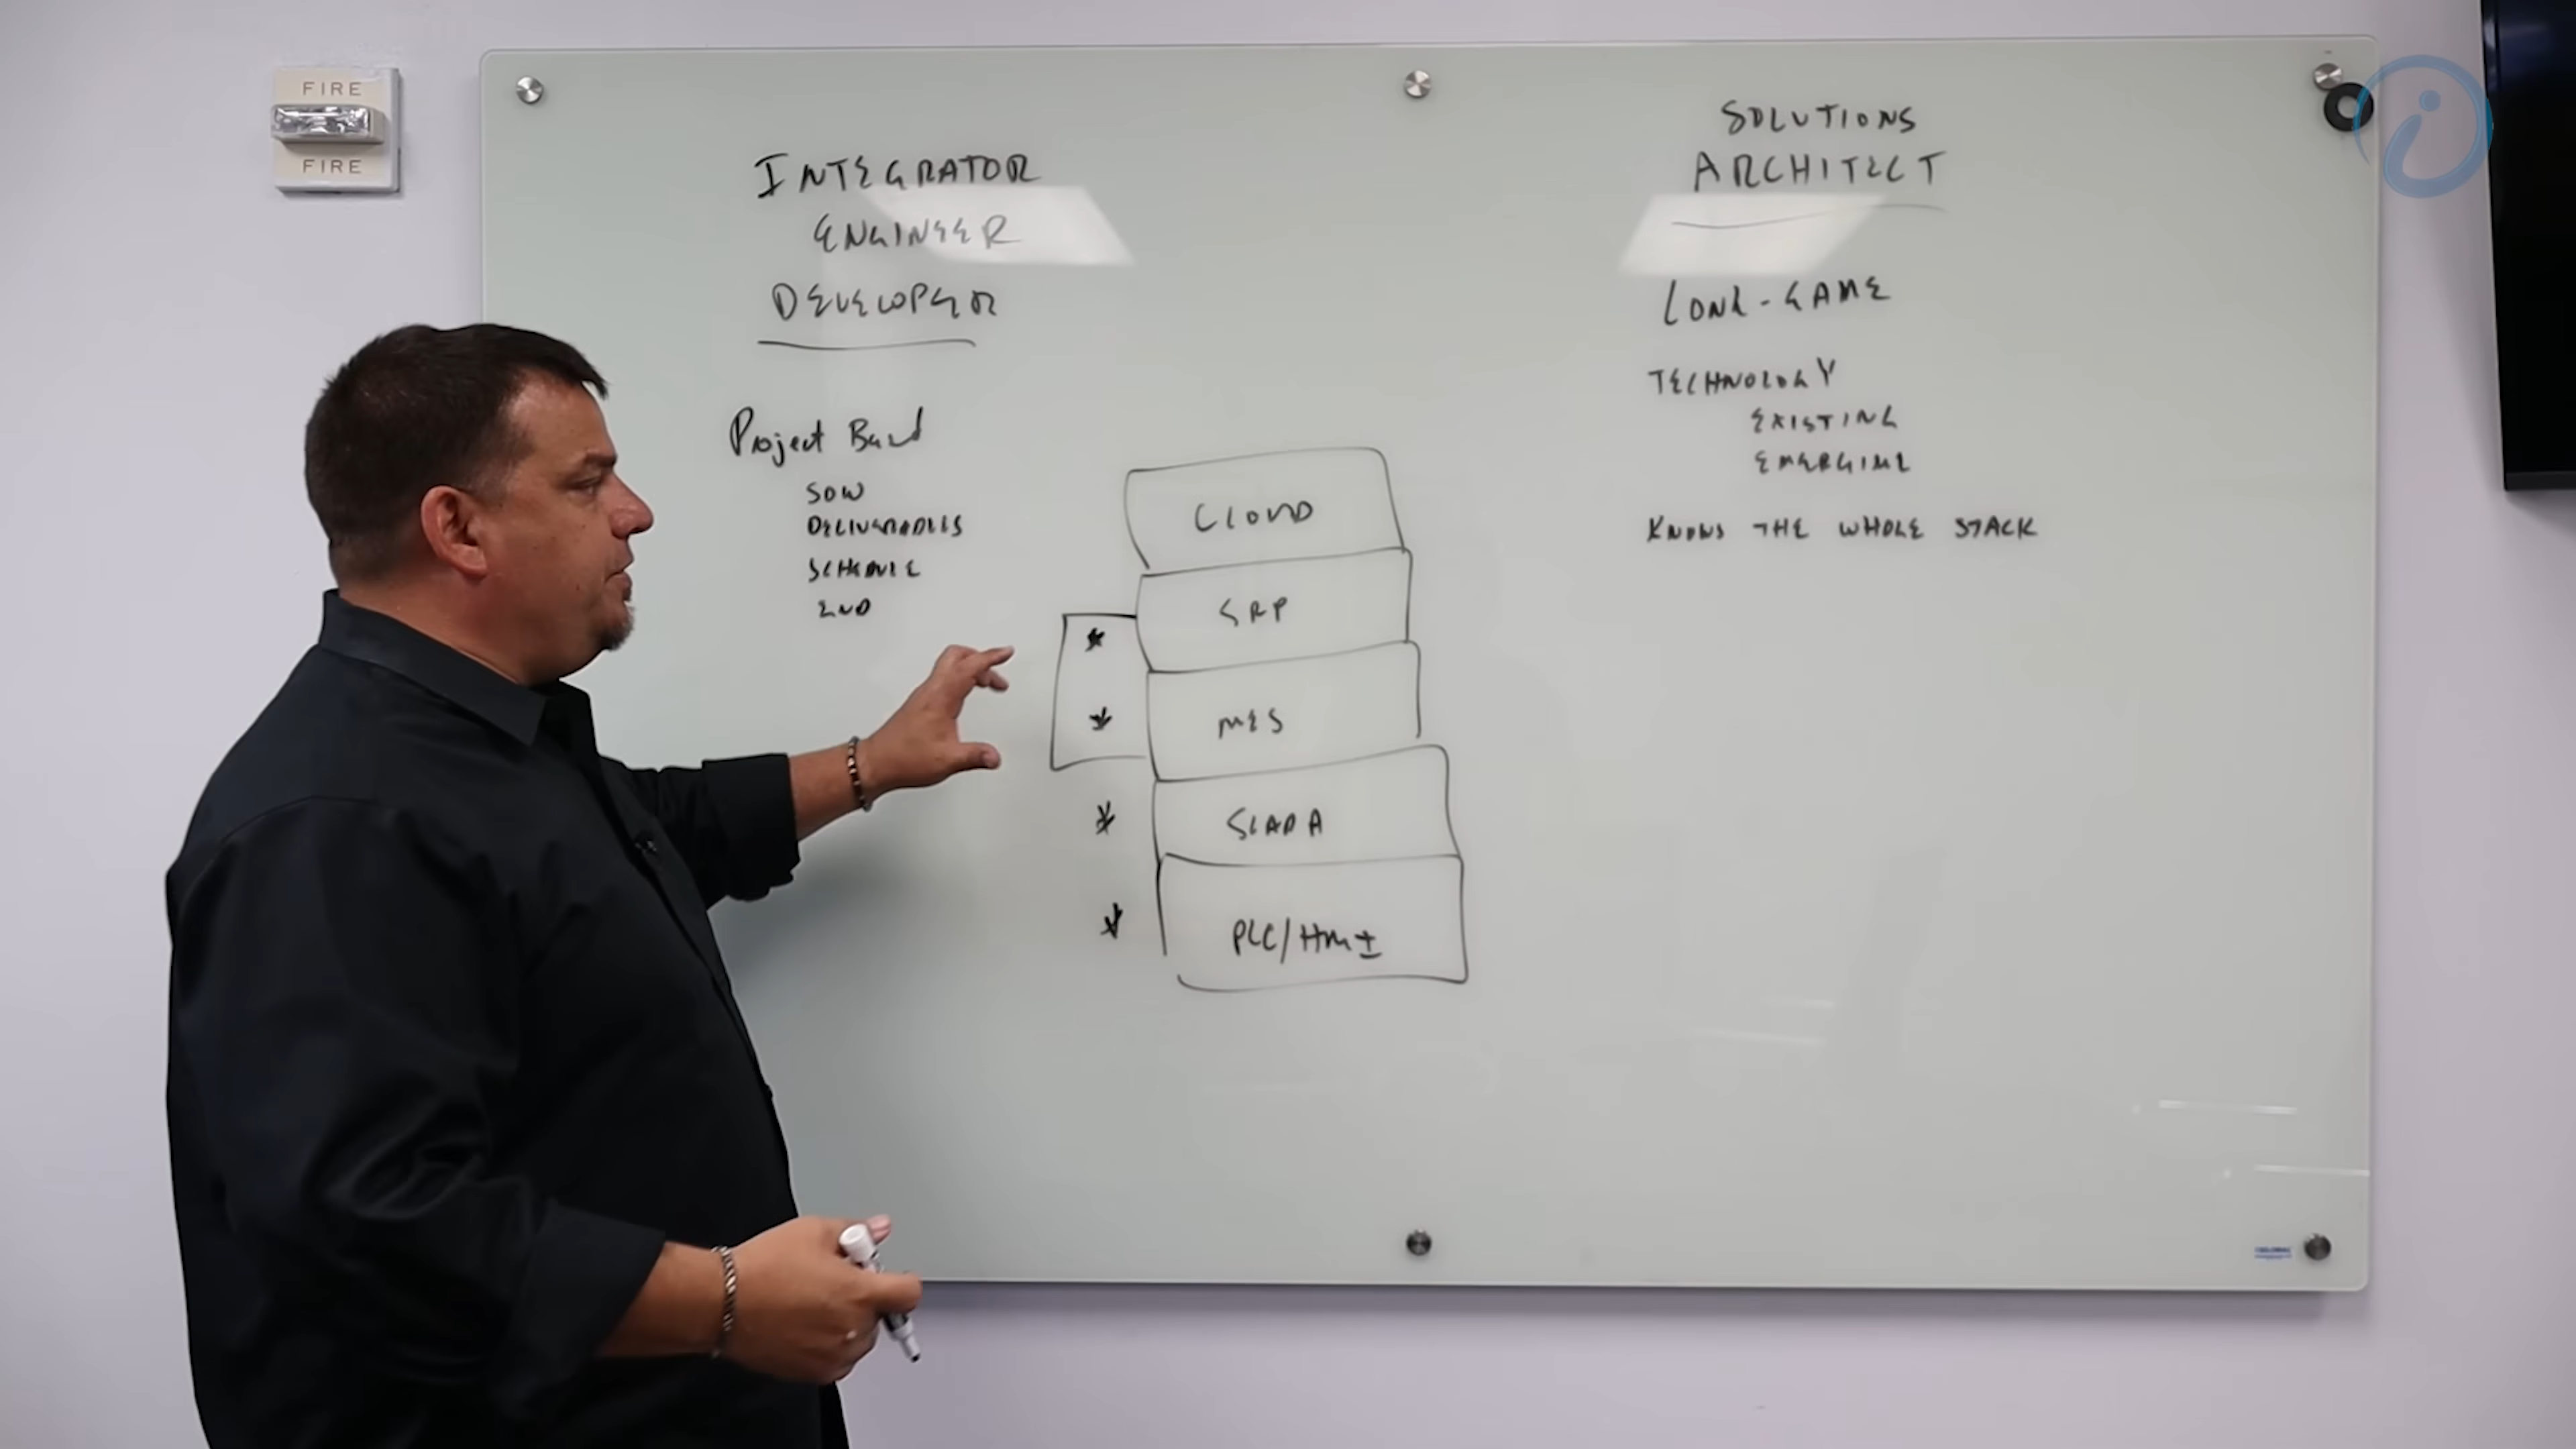 FIRE
FIRE
INTEGRATOR
ENGINEER
DEVELOPER
Project Based
SOW
DELIVERABLES
SCHEDULE
END
CLOUD
ERP
MES
SCADA
PLC/HMI
SOLUTIONS
ARCHITECT
LONG-GAME
TECHNOLOGY
EXISTING
EMERGING
KNOWS THE WHOLE STACK